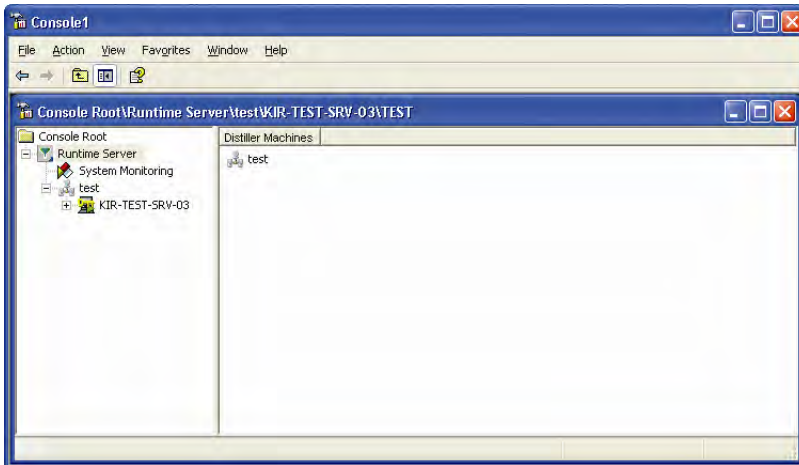 Console1
File Action View Favorites Window Help
Console Root\Runtime Server\test\KIR-TEST-SRV-03\TEST
Console Root
Runtime Server
System Monitoring
test
KIR-TEST-SRV-03
Distiller Machines
test